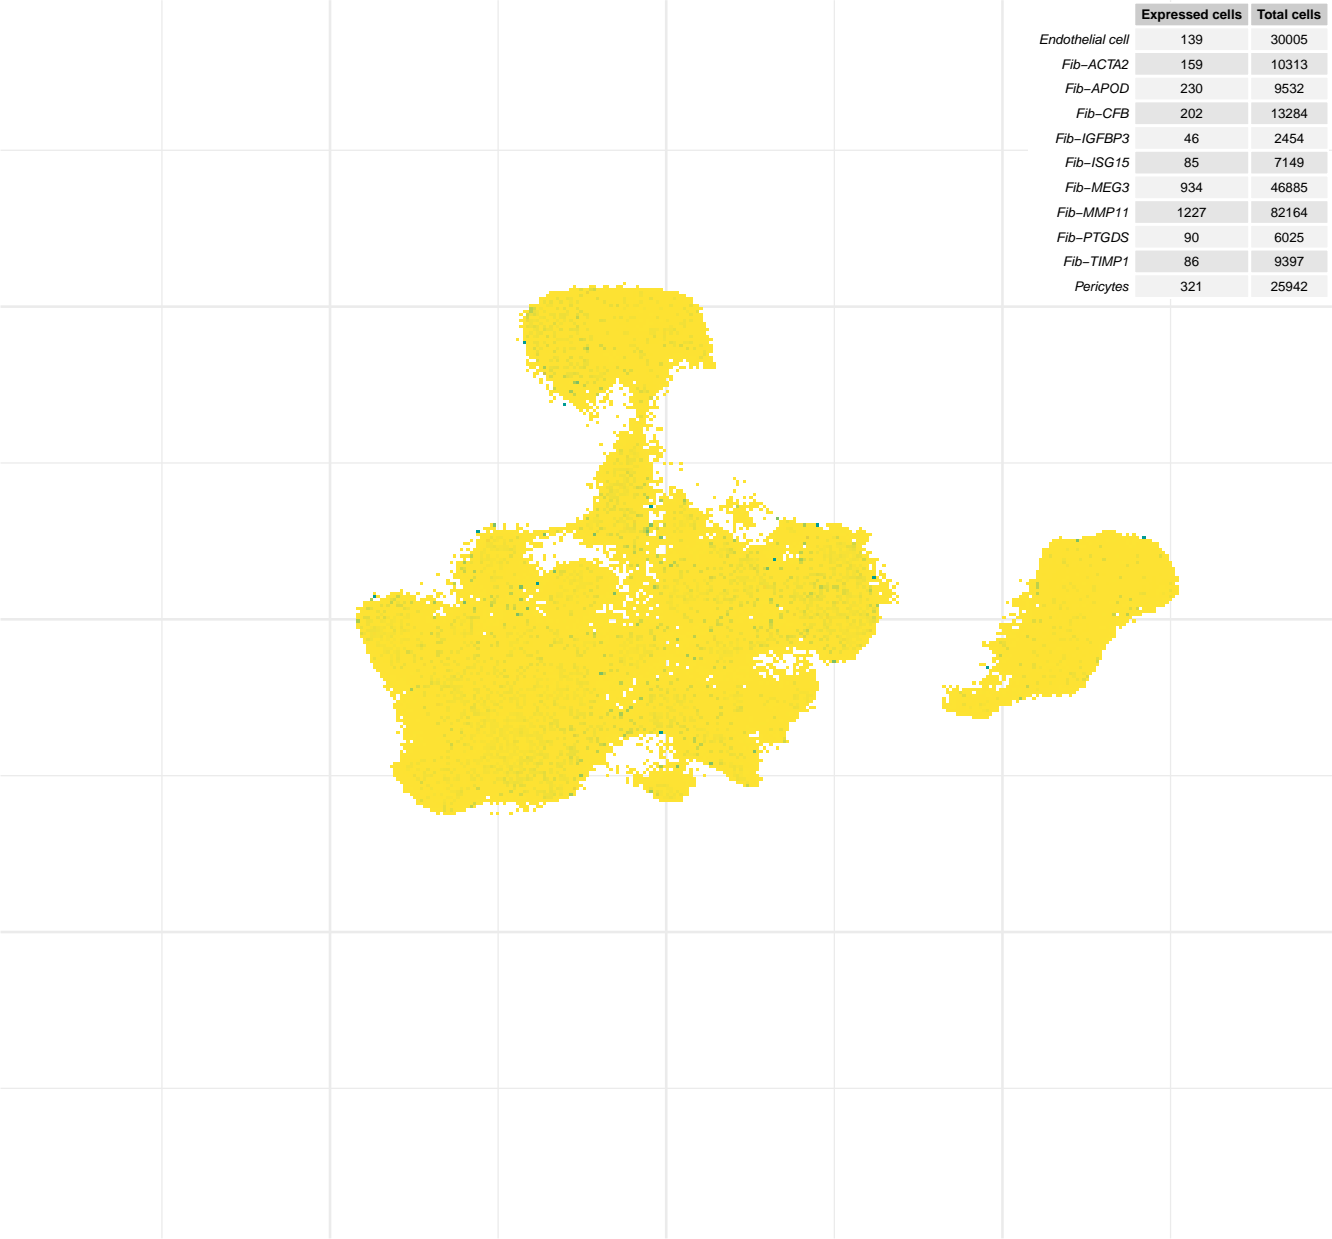 Expressed cells Total cells
Endothelial cell 139 30005
Fib−ACTA2 159 10313
Fib−APOD 230 9532
Fib−CFB 202 13284
Fib−IGFBP3 46 2454
Fib−ISG15 85 7149
Fib−MEG3 934 46885
Fib−MMP11 1227 82164
Fib−PTGDS 90 6025
Fib−TIMP1 86 9397
Pericytes 321 25942